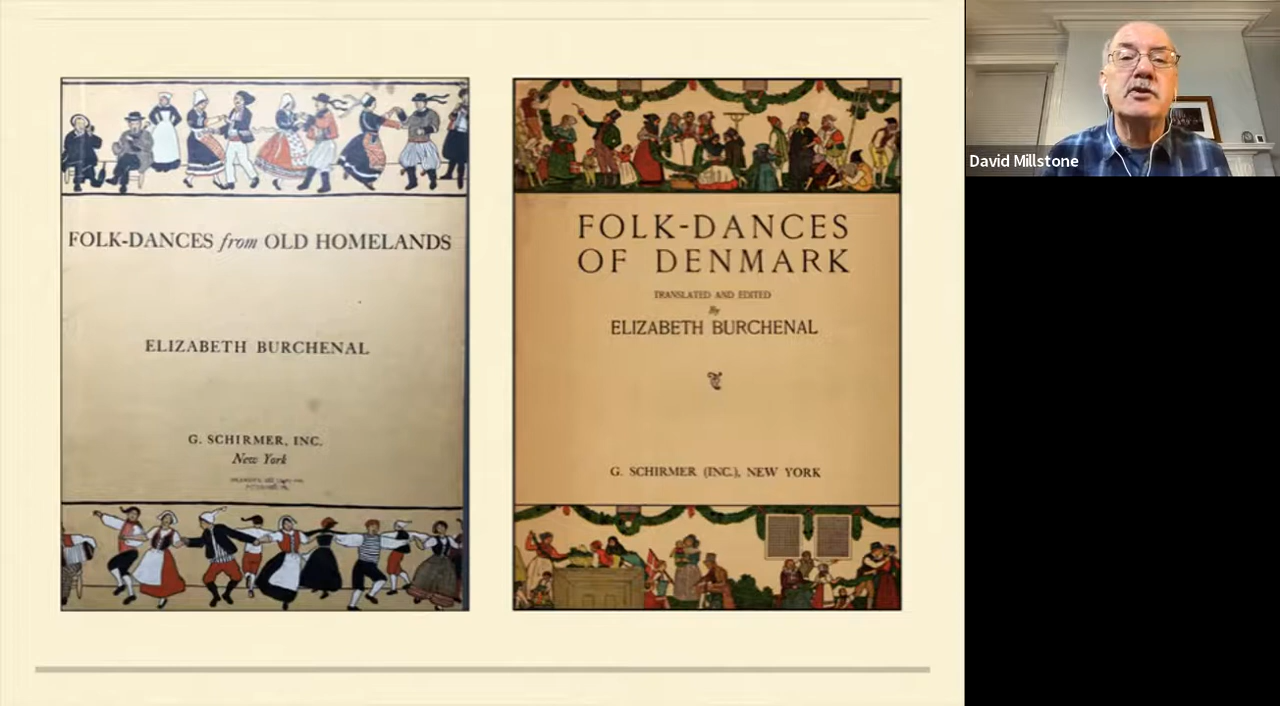 FOLK-DANCES from OLD HOMELANDS
ELIZABETH BURCHENAL
G. SCHIRMER, INC.
New York
FOLK-DANCES
OF DENMARK
TRANSLATED AND EDITED
By
ELIZABETH BURCHENAL
G. SCHIRMER (INC.), NEW YORK
David Millstone